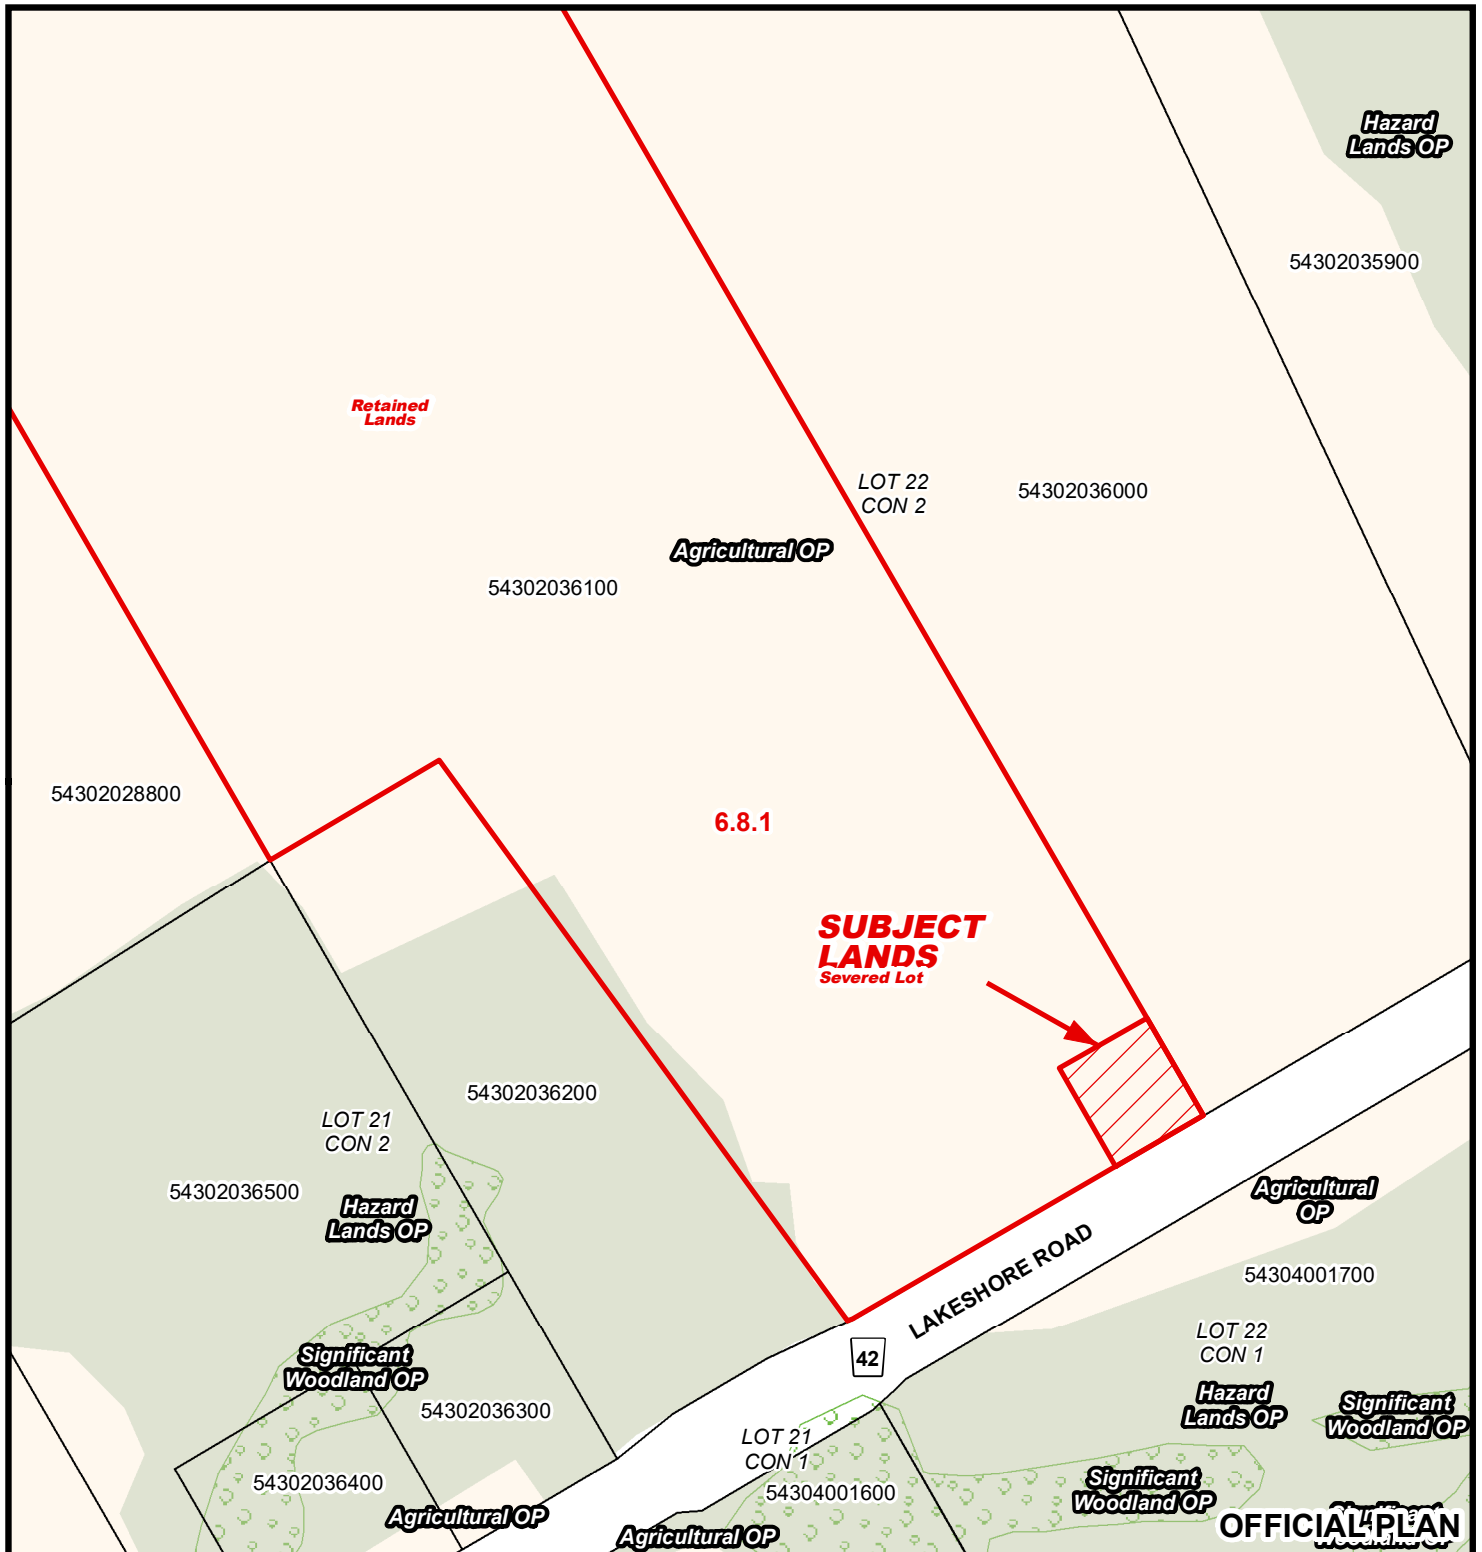 Hazard
Lands OP
54302035900
Retained
Lands
LOT 22
CON 2
54302036000
Agricultural OP
54302036100
54302028800
6.8.1
SUBJECT
LANDS
Severed Lot
54302036200
LOT 21
CON 2
54302036500
Hazard
Lands OP
Agricultural
OP
LAKESHORE ROAD
54304001700
LOT 22
CON 1
42
Significant
Woodland OP
Hazard
Lands OP
Significant
Woodland OP
54302036300
LOT 21
CON 1
54302036400
54304001600
Significant
Woodland OP
Agricultural OP
Agricultural OP
OFFICIAL PLAN